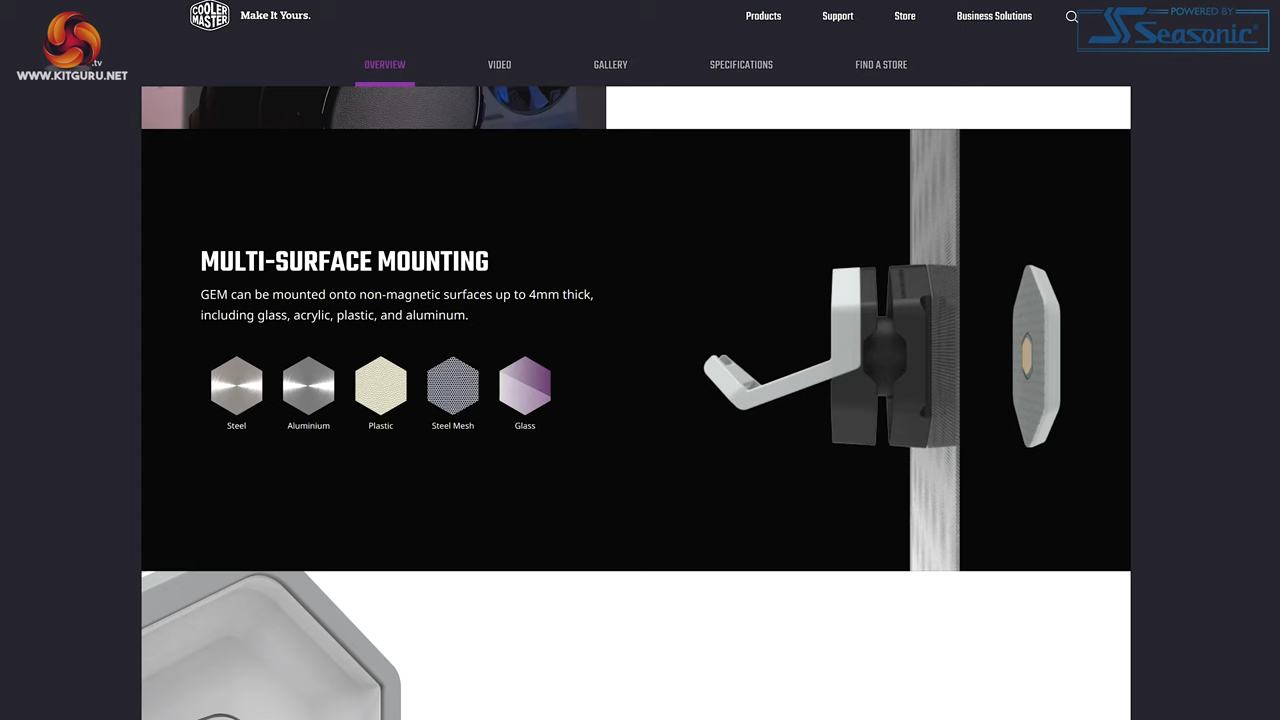 COOLER
MASTER
Make It Yours.
Products
Support
Store
Business Solutions
POWERED BY
Seasonic
.tv
WWW.KITGURU.NET
OVERVIEW
VIDEO
GALLERY
SPECIFICATIONS
FIND A STORE
MULTI-SURFACE MOUNTING
GEM can be mounted onto non-magnetic surfaces up to 4mm thick,
including glass, acrylic, plastic, and aluminum.
Steel
Aluminium
Plastic
Steel Mesh
Glass